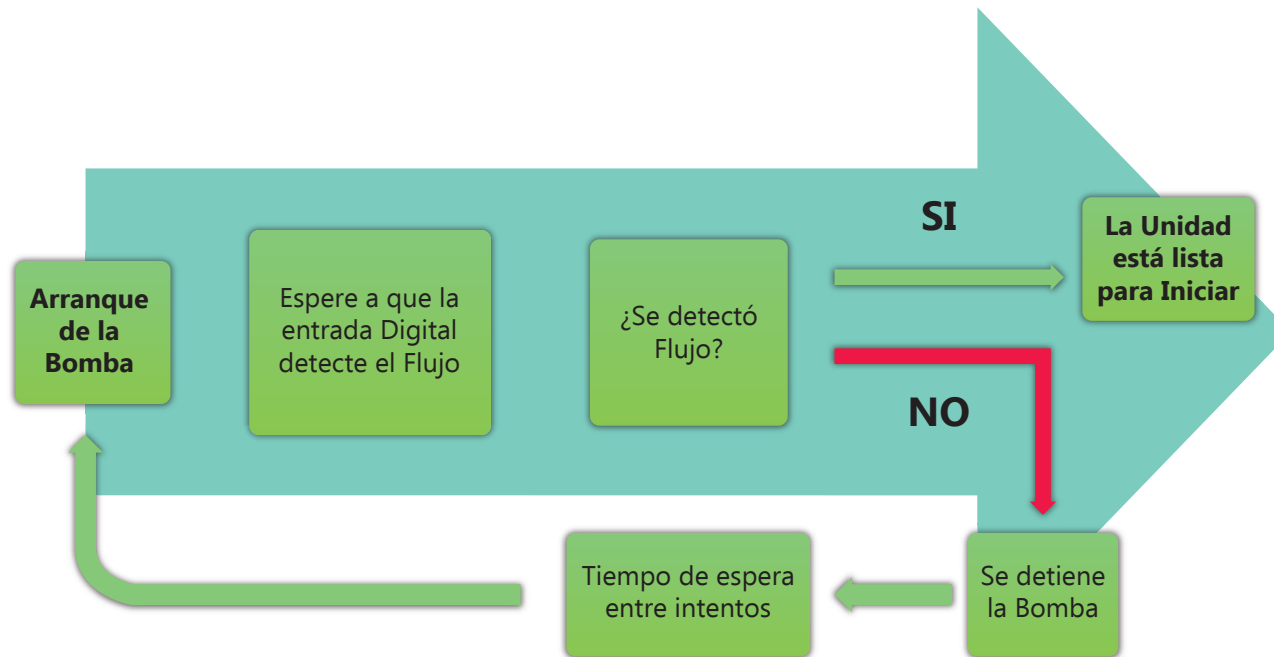 Arranque
de la
Bomba
Espere a que la
entrada Digital
detecte el Flujo
¿Se detectó
Flujo?
SI
La Unidad
está lista
para Iniciar
NO
Se detiene
la Bomba
Tiempo de espera
entre intentos